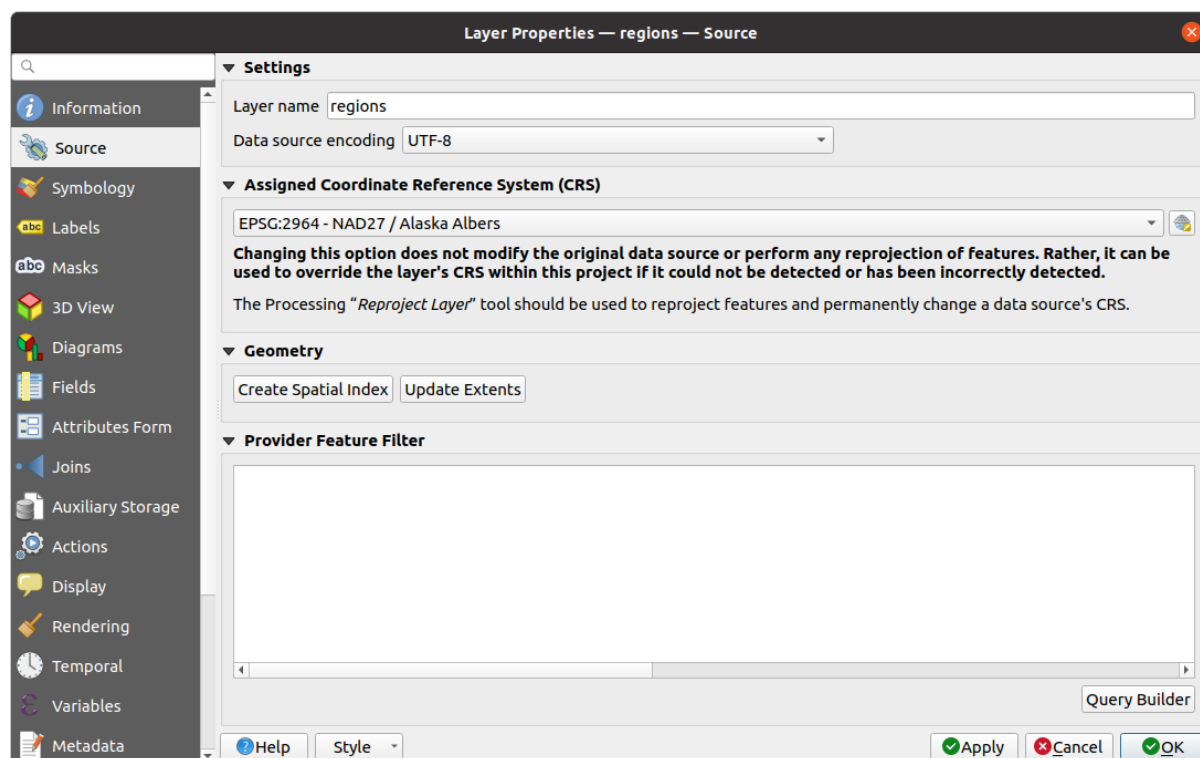 Layer Properties — regions — Source
Information
Source
Symbology
abc Labels
abc Masks
3D View
Diagrams
Fields
Attributes Form
Joins
Auxiliary Storage
Actions
Display
Rendering
Temporal
Variables
Metadata
Settings
Layer name regions
Data source encoding UTF-8
Assigned Coordinate Reference System (CRS)
EPSG:2964 - NAD27 / Alaska Albers
Changing this option does not modify the original data source or perform any reprojection of features. Rather, it can be
used to override the layer's CRS within this project if it could not be detected or has been incorrectly detected.
The Processing “Reproject Layer” tool should be used to reproject features and permanently change a data source's CRS.
Geometry
Create Spatial Index Update Extents
Provider Feature Filter
Query Builder
Help Style Apply Cancel OK